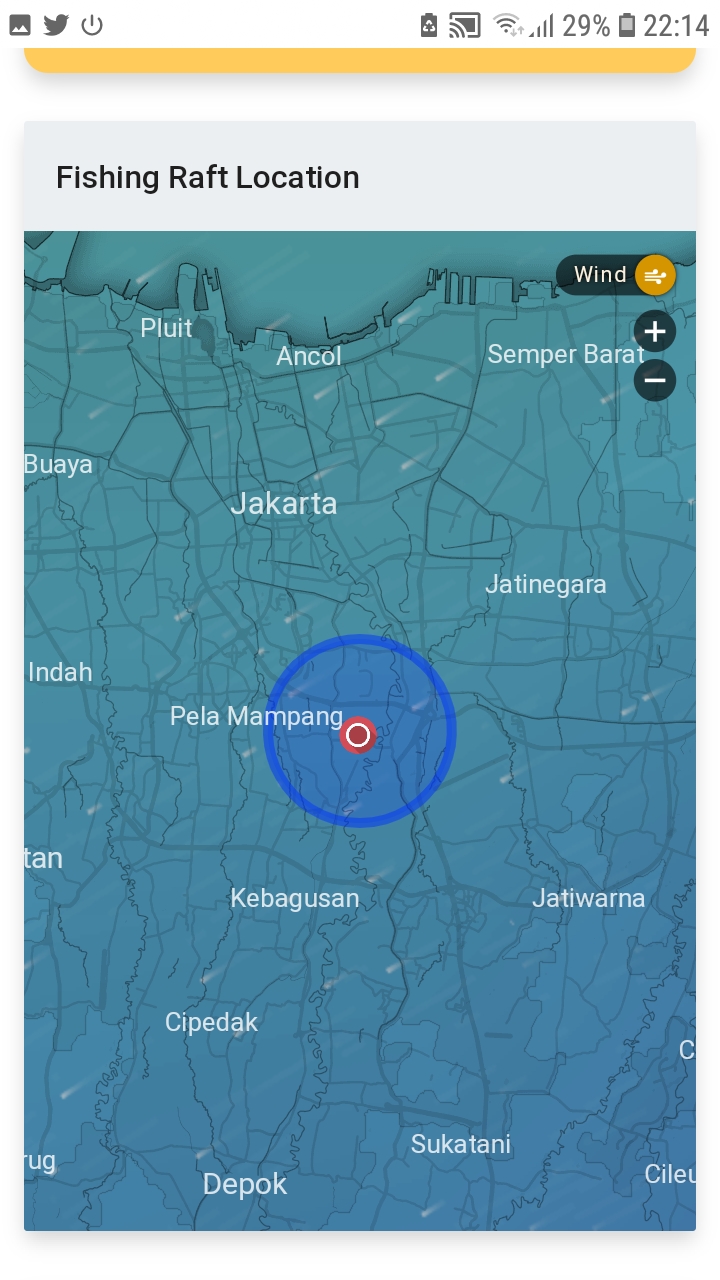 29% 22:14
Fishing Raft Location
Wind
Pluit
Ancol
Semper Barat
Buaya
Jakarta
Jatinegara
Indah
Pela Mampang
tan
Kebagusan
Jatiwarna
Cipedak
C
Sukatani
rug
Cileu
Depok